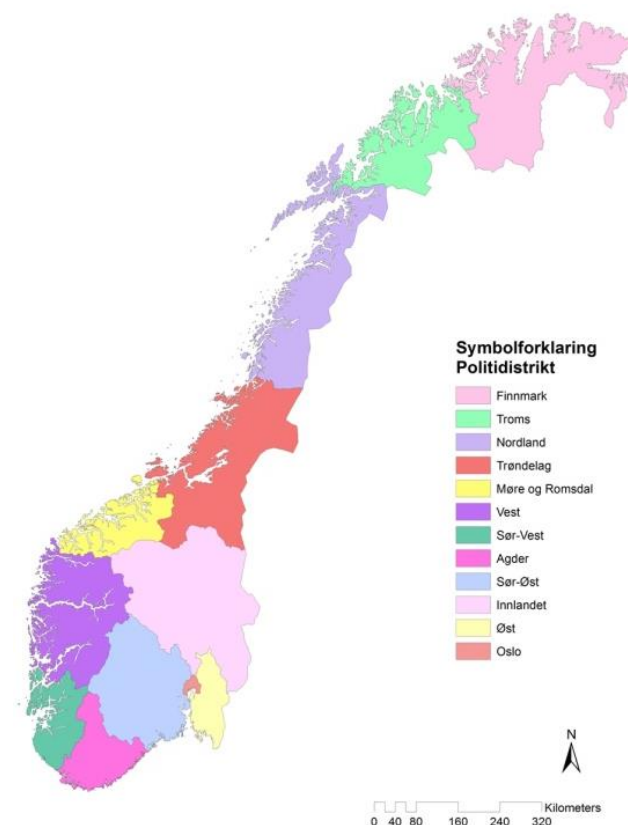 Symbolforklaring
Politidistrikt
Finnmark
Troms
Nordland
Trøndelag
Møre og Romsdal
Vest
Sør-Vest
Agder
Sør-Øst
Innlandet
Øst
Oslo
N
Kilometers
0 40 80 160 240 320